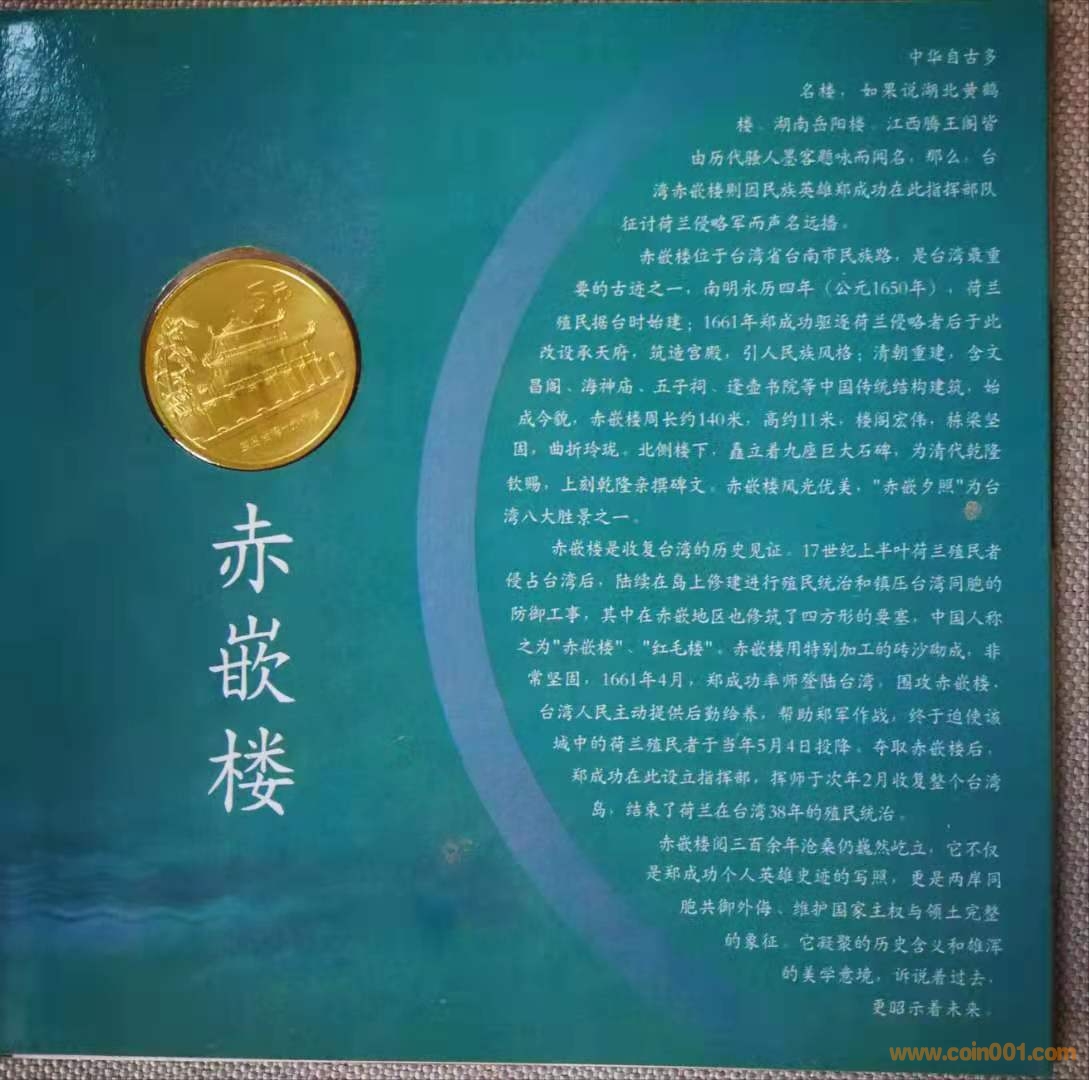 赤嵌楼
中华自古多
名楼，如果说湖北黄鹤
楼、湖南岳阳楼、江西腾王阁皆
由历代骚人墨客题咏而闻名，那么，台
湾赤嵌楼则因民族英雄郑成功在此指挥部队
征讨荷兰侵略军而声名远播。
赤嵌楼位于台湾省台南市民族路，是台湾最重
要的古迹之一，南明永历四年（公元1650年），荷兰
殖民据台时始建；1661年郑成功驱逐荷兰侵略者后于此
改设承天府，筑造宫殿，引人民族风格；清朝重建，含文
昌阁、海神庙、五子祠、蓬壶书院等中国传统结构建筑，始
成今貌，赤嵌楼周长约140米，高约11米，楼阁宏伟，栋梁坚
固，曲折玲珑。北侧楼下，矗立着九座巨大石碑，为清代乾隆
钦赐，上刻乾隆亲撰碑文。赤嵌楼风光优美，"赤嵌夕照"为台
湾八大胜景之一。
赤嵌楼是收复台湾的历史见证。17世纪上半叶荷兰殖民者
侵占台湾后，陆续在岛上修建进行殖民统治和镇压台湾同胞的
防御工事，其中在赤嵌地区也修筑了四方形的要塞，中国人称
之为"赤嵌楼"、"红毛楼"。赤嵌楼用特别加工的砖沙砌成，非
常坚固，1661年4月，郑成功率师登陆台湾，围攻赤嵌楼，
台湾人民主动提供后勤给养，帮助郑军作战，终于迫使该
城中的荷兰殖民者于当年5月4日投降。夺取赤嵌楼后，
郑成功在此设立指挥部，挥师于次年2月收复整个台湾
岛，结束了荷兰在台湾38年的殖民统治。
赤嵌楼阅三百余年沧桑仍巍然屹立，它不仅
是郑成功个人英雄史迹的写照，更是两岸同
胞共御外侮、维护国家主权与领土完整
的象征。它凝聚的历史含义和雄浑
的美学意境，诉说着过去，
更昭示着未来。
www.coin001.com